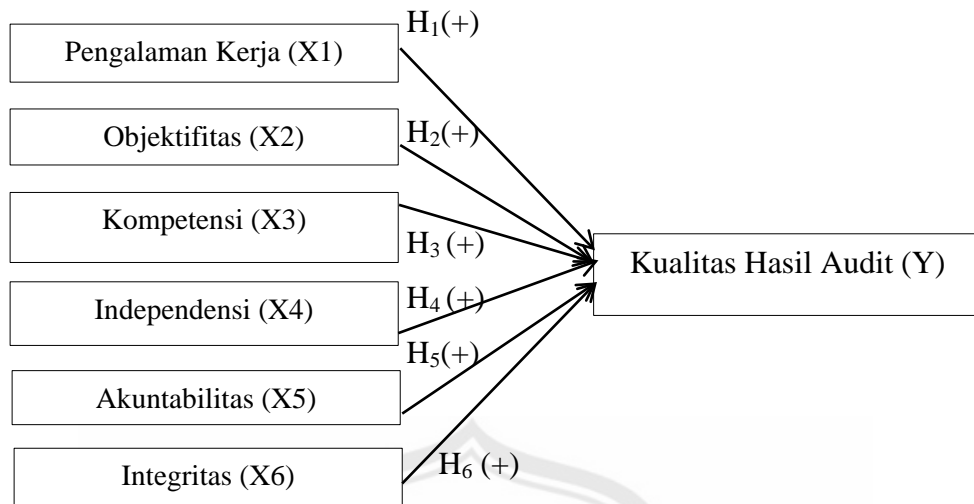 H₁(+)
Pengalaman Kerja (X1)
Objektifitas (X2)
H₂(+)
Kompetensi (X3)
H₃ (+)
Kualitas Hasil Audit (Y)
Independensi (X4)
H₄(+)
H₅(+)
Akuntabilitas (X5)
Integritas (X6)
H₆ (+)